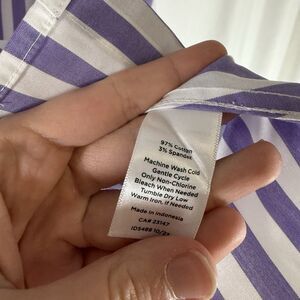 97% Cotton
3% Spandex
Machine Wash Cold
Gentle Cycle
Only Non-Chlorine
Bleach When Needed
Tumble Dry Low
Warm Iron, If Needed
Made in Indonesia
CA# 23147